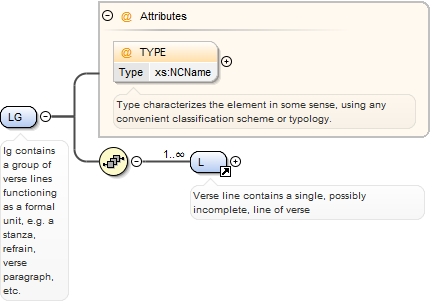 @ Attributes
@ TYPE
Type xs:NCName
Type characterizes the element in some sense, using any
convenient classification scheme or typology.
LG
lg contains
a group of
verse lines
functioning
as a formal
unit, e.g. a
stanza,
refrain,
verse
paragraph,
etc.
1..∞
L
Verse line contains a single, possibly
incomplete, line of verse